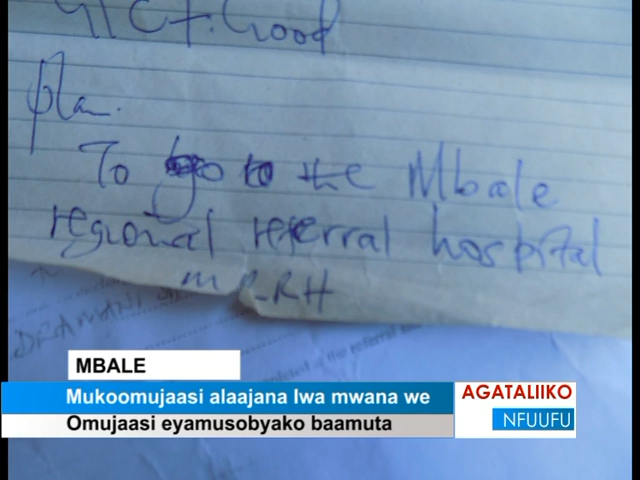 Good
plan.
To go to the Mbale
regional referral hospital
MRRH
DRAMANI
MBALE
Mukoomujaasi alaajana lwa mwana we
Omujaasi eyamusobyako baamuta
AGATALIIKO
NFUUFU